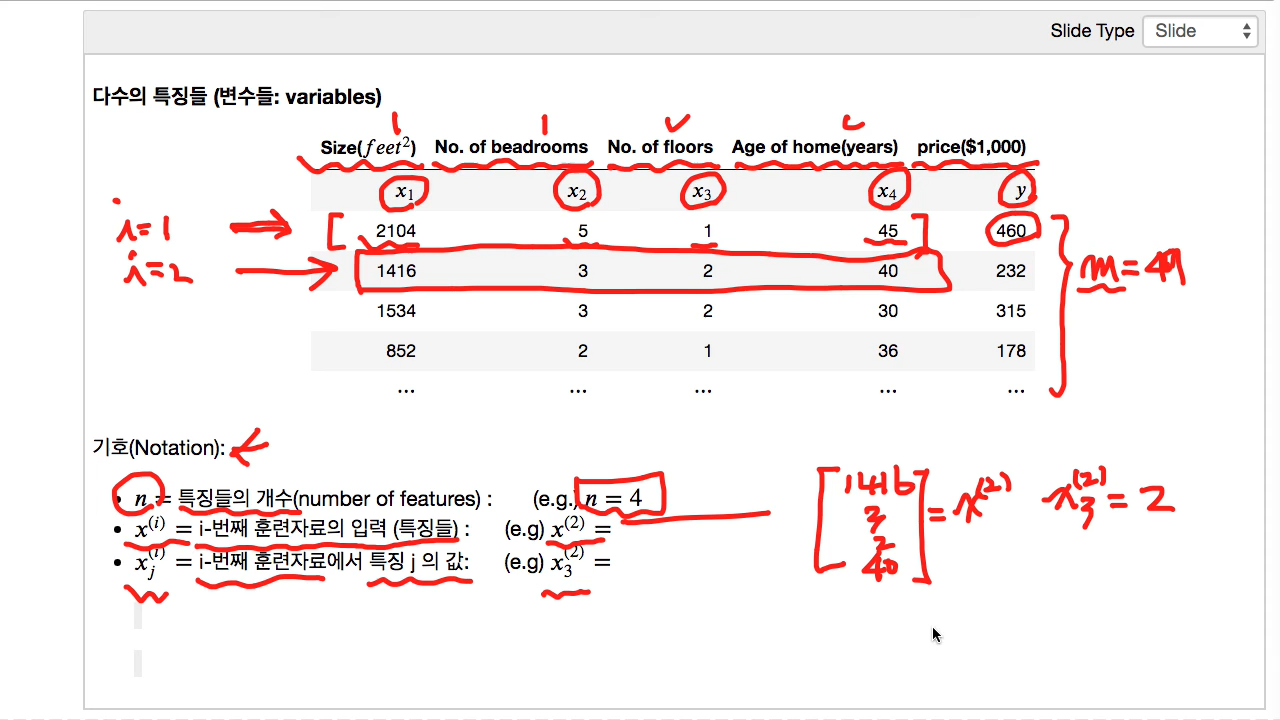 Slide Type Slide
다수의 특징들 (변수들: variables)
Size(feet²) No. of beadrooms No. of floors Age of home(years) price($1,000)
x₁ x₂ x₃ x₄ y
i=1 [ 2104 5 1 45 ] 460
i=2 1416 3 2 40 232
m=
1534 3 2 30 315
852 2 1 36 178
... ... ... ... ...
기호(Notation):
• n = 특징들의 개수(number of features) : (e.g.) n = 4
• x⁽ⁱ⁾ = i-번째 훈련자료의 입력 (특징들) : (e.g) x⁽²⁾ =
• xⱼ⁽ⁱ⁾ = i-번째 훈련자료에서 특징 j 의 값: (e.g) x₃⁽²⁾ =
[1416
3
2
40] = x⁽²⁾
x₃⁽²⁾ = 2